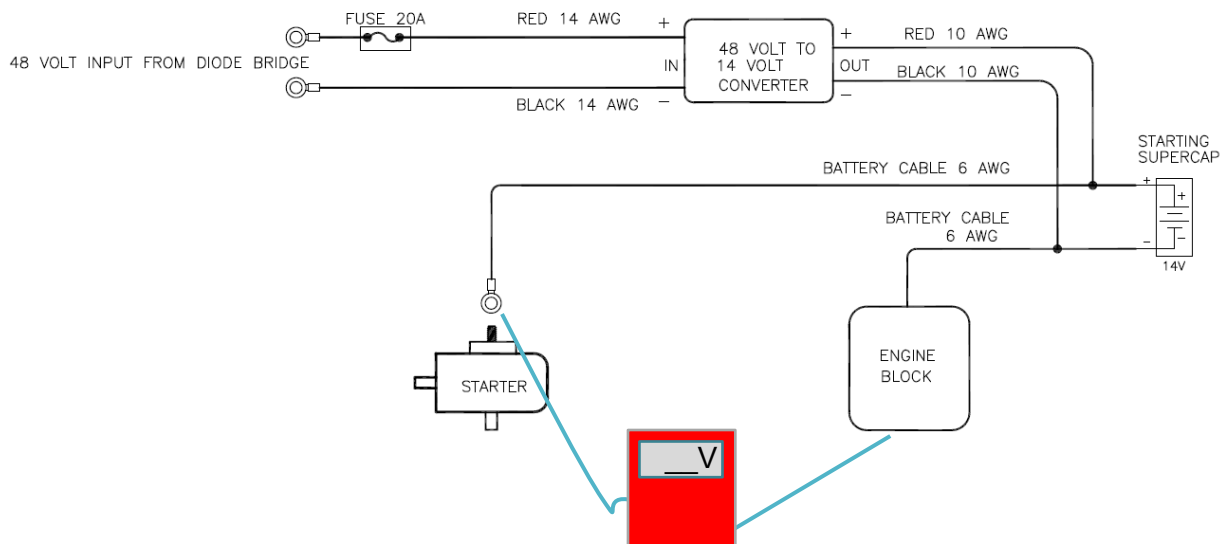 FUSE 20A
RED 14 AWG
+
48 VOLT INPUT FROM DIODE BRIDGE
BLACK 14 AWG
−
IN
48 VOLT TO
14 VOLT
CONVERTER
+
OUT
−
RED 10 AWG
BLACK 10 AWG
STARTING
SUPERCAP
BATTERY CABLE 6 AWG
+
+
BATTERY CABLE
6 AWG
−
−
14V
STARTER
ENGINE
BLOCK
__V